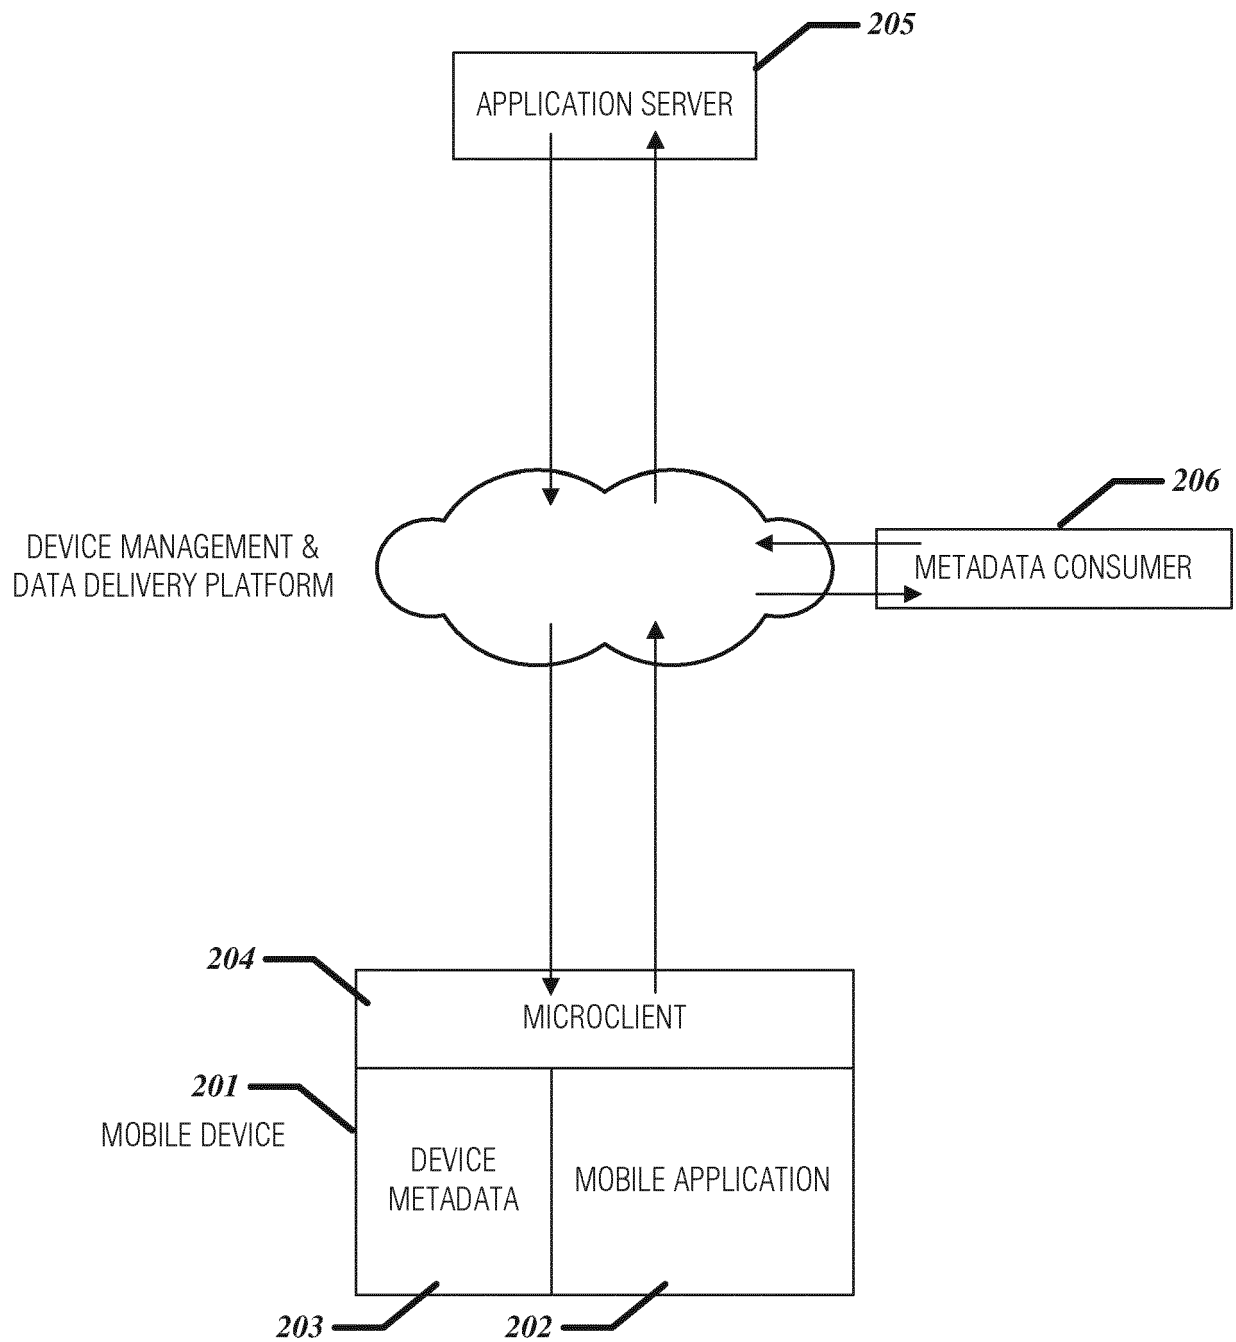 205
APPLICATION SERVER
206
DEVICE MANAGEMENT &
DATA DELIVERY PLATFORM
METADATA CONSUMER
204
MICROCLIENT
201
MOBILE DEVICE
DEVICE
METADATA
MOBILE APPLICATION
203
202